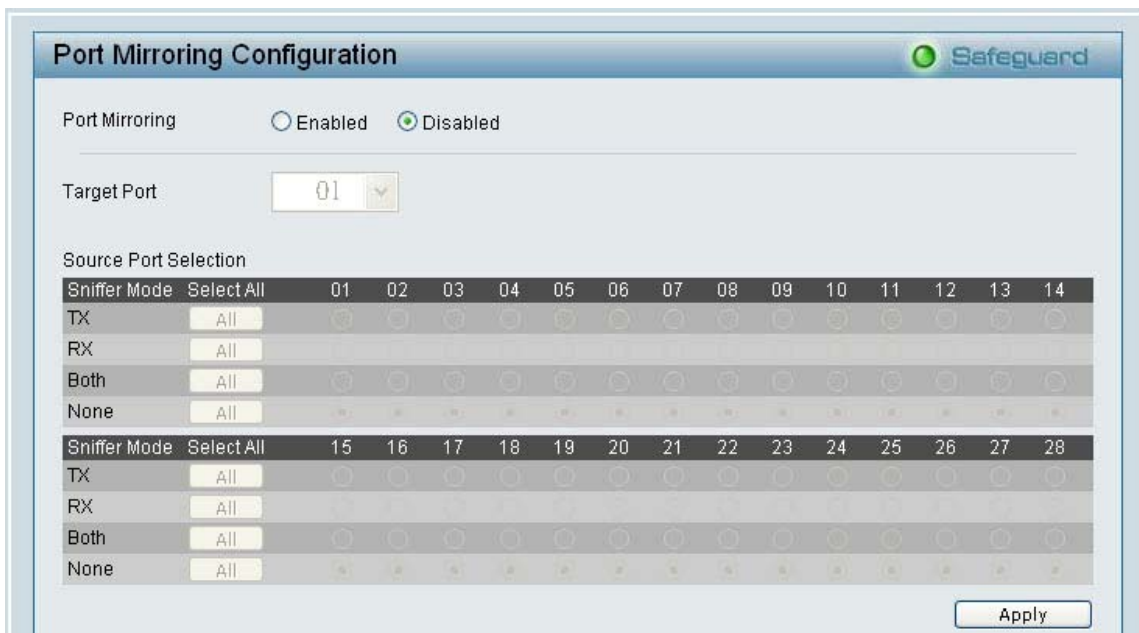 Port Mirroring Configuration Safeguard
Port Mirroring Enabled Disabled
Target Port 01
Source Port Selection
Sniffer Mode Select All 01 02 03 04 05 06 07 08 09 10 11 12 13 14
TX All
RX All
Both All
None All
Sniffer Mode Select All 15 16 17 18 19 20 21 22 23 24 25 26 27 28
TX All
RX All
Both All
None All
Apply